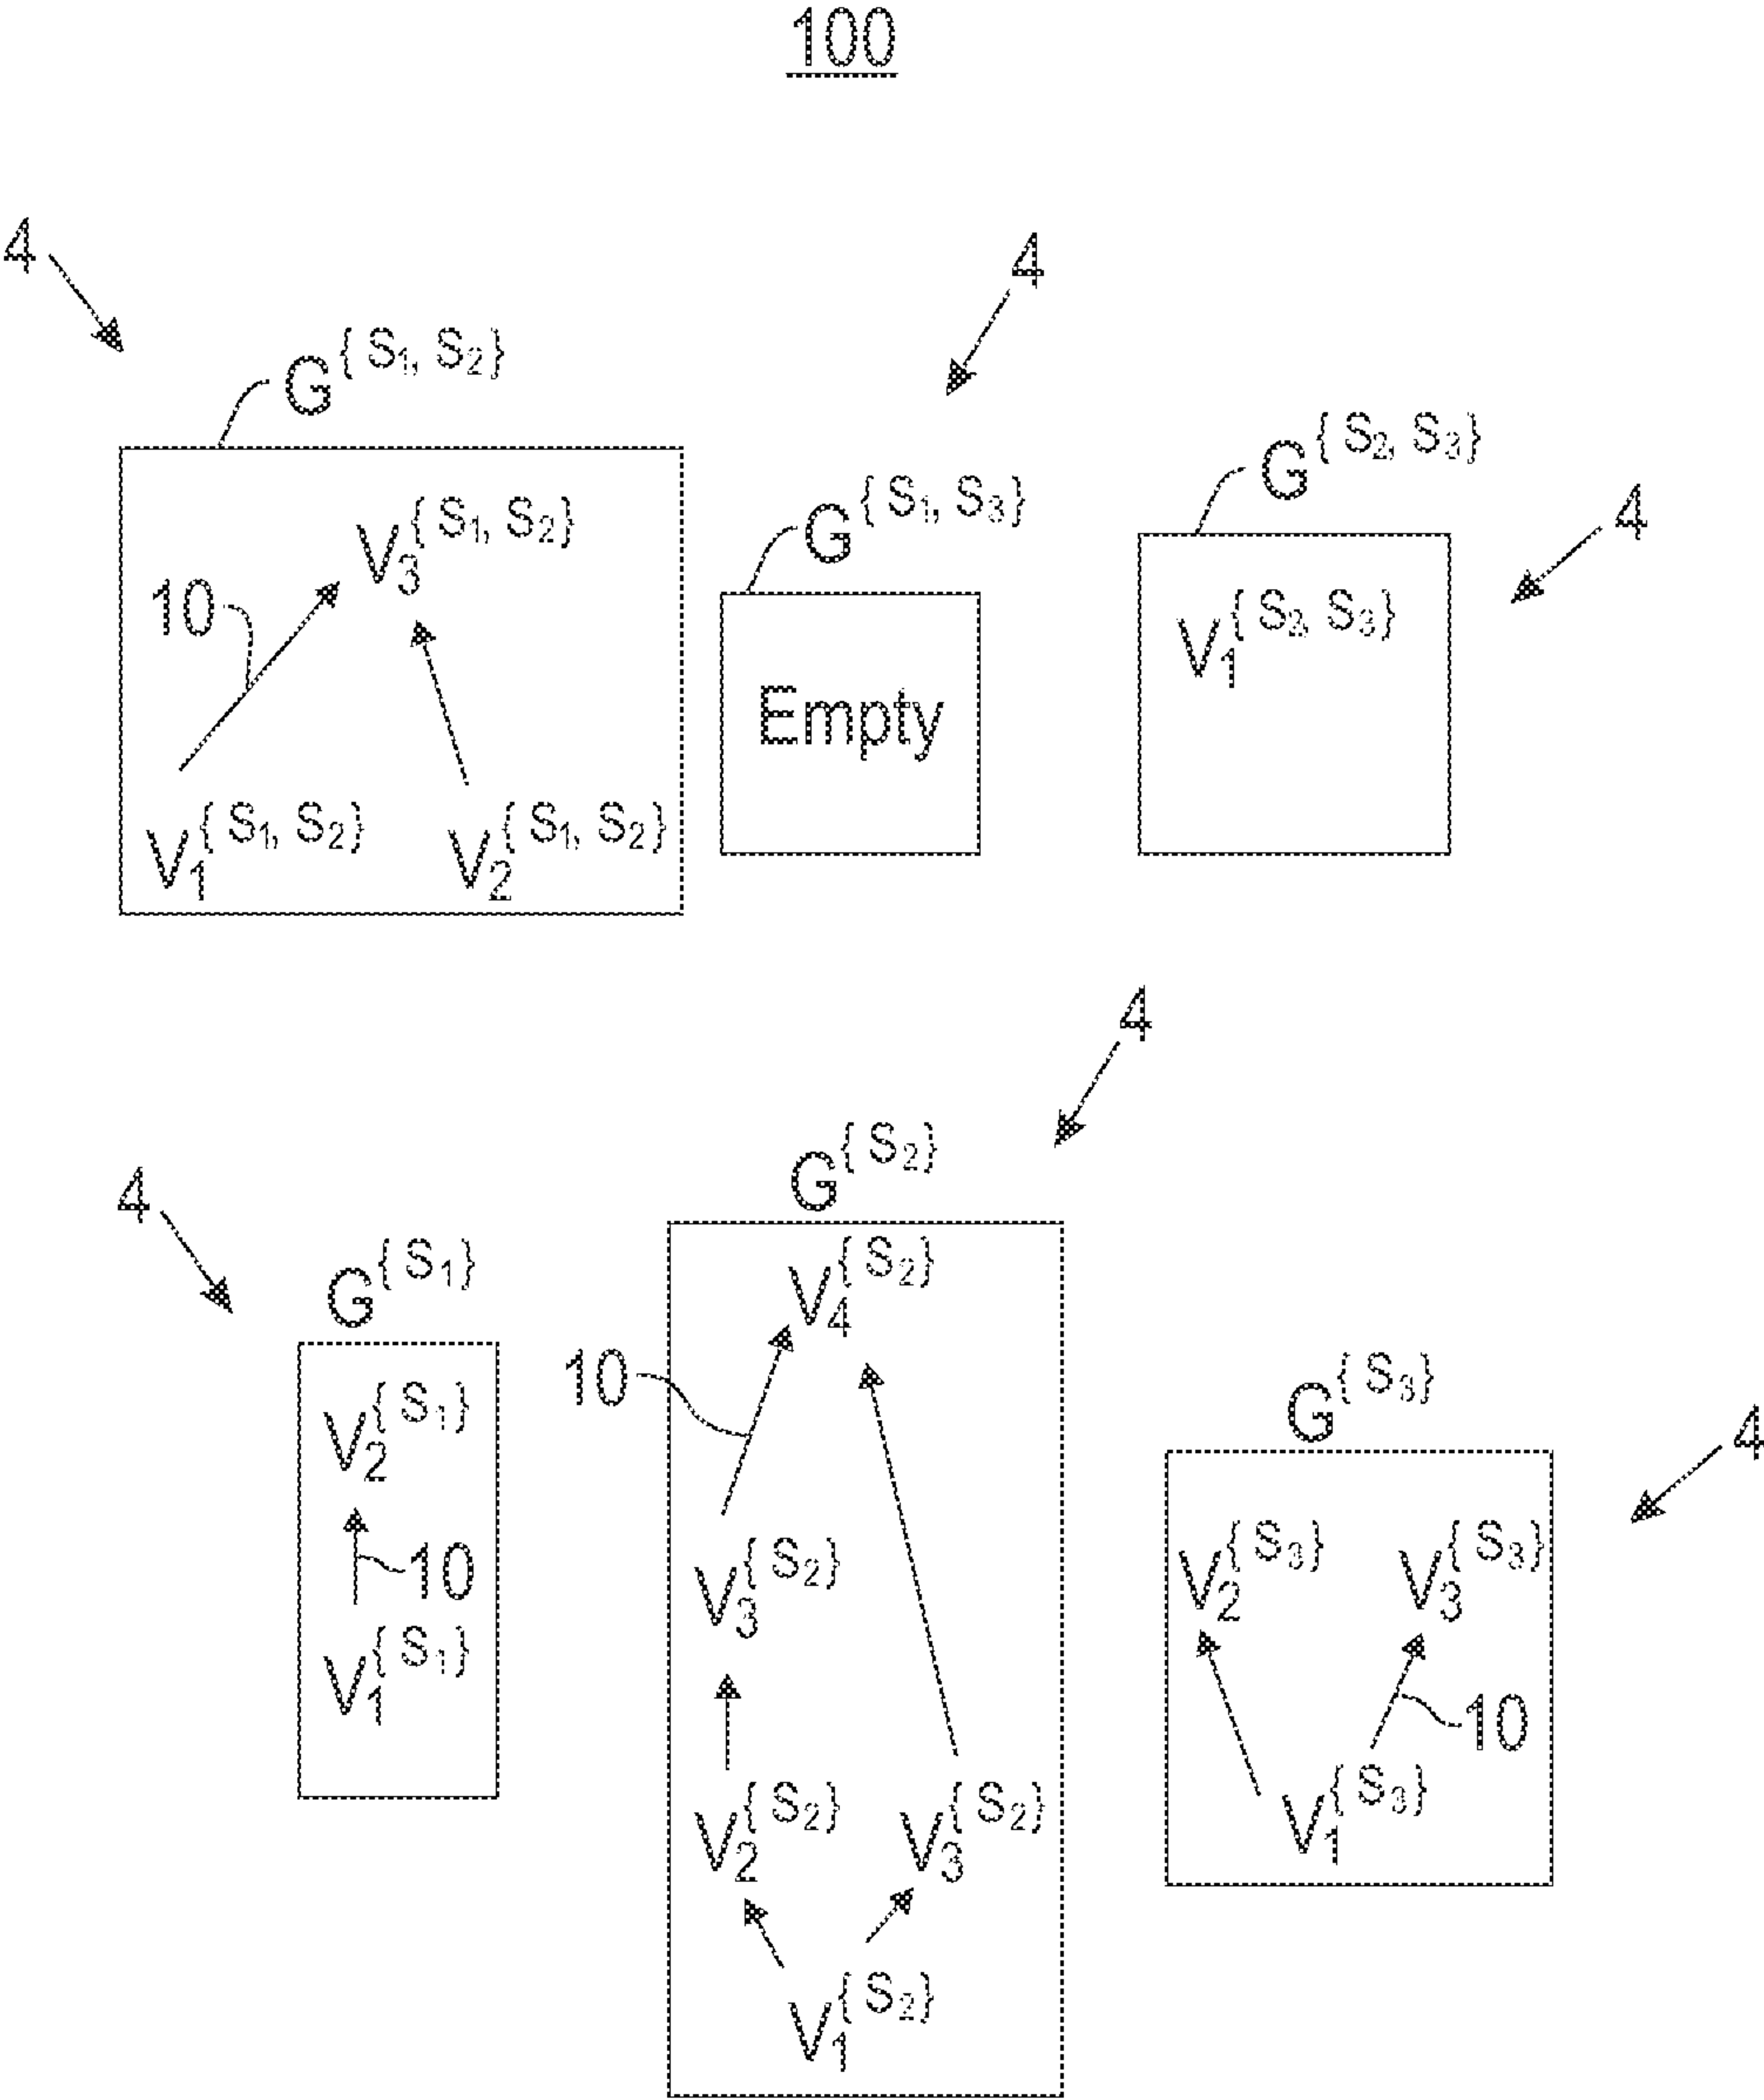 100
4
4
G{S1, S2}
G{S2, S3}
G{S1, S3}
4
V3{S1, S2}
10
V1{S2, S3}
Empty
V1{S1, S2} V2{S1, S2}
4
G{S2}
4
G{S1}
V4{S2}
10
G{S3}
4
V2{S1}
10
V3{S2}
V2{S3} V3{S3}
V1{S1}
10
V2{S2} V3{S2}
V1{S3}
V1{S2}